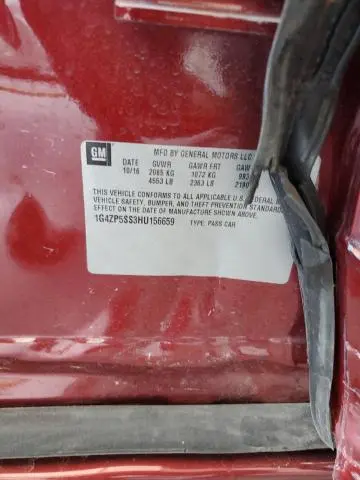 GM
MFD BY GENERAL MOTORS LLC
DATE GVWR GAWR FRT
10/16 2065 KG 1072 KG
4553 LB 2363 LB
THIS VEHICLE CONFORMS TO ALL APPLICABLE U.S. FEDERAL
VEHICLE SAFETY, BUMPER, AND THEFT PREVENTION STANDARDS
EFFECT ON THE DATE OF MANUFACTURE SHOWN ABOVE.
1G4ZP5SS3HU156659 TYPE: PASS CAR